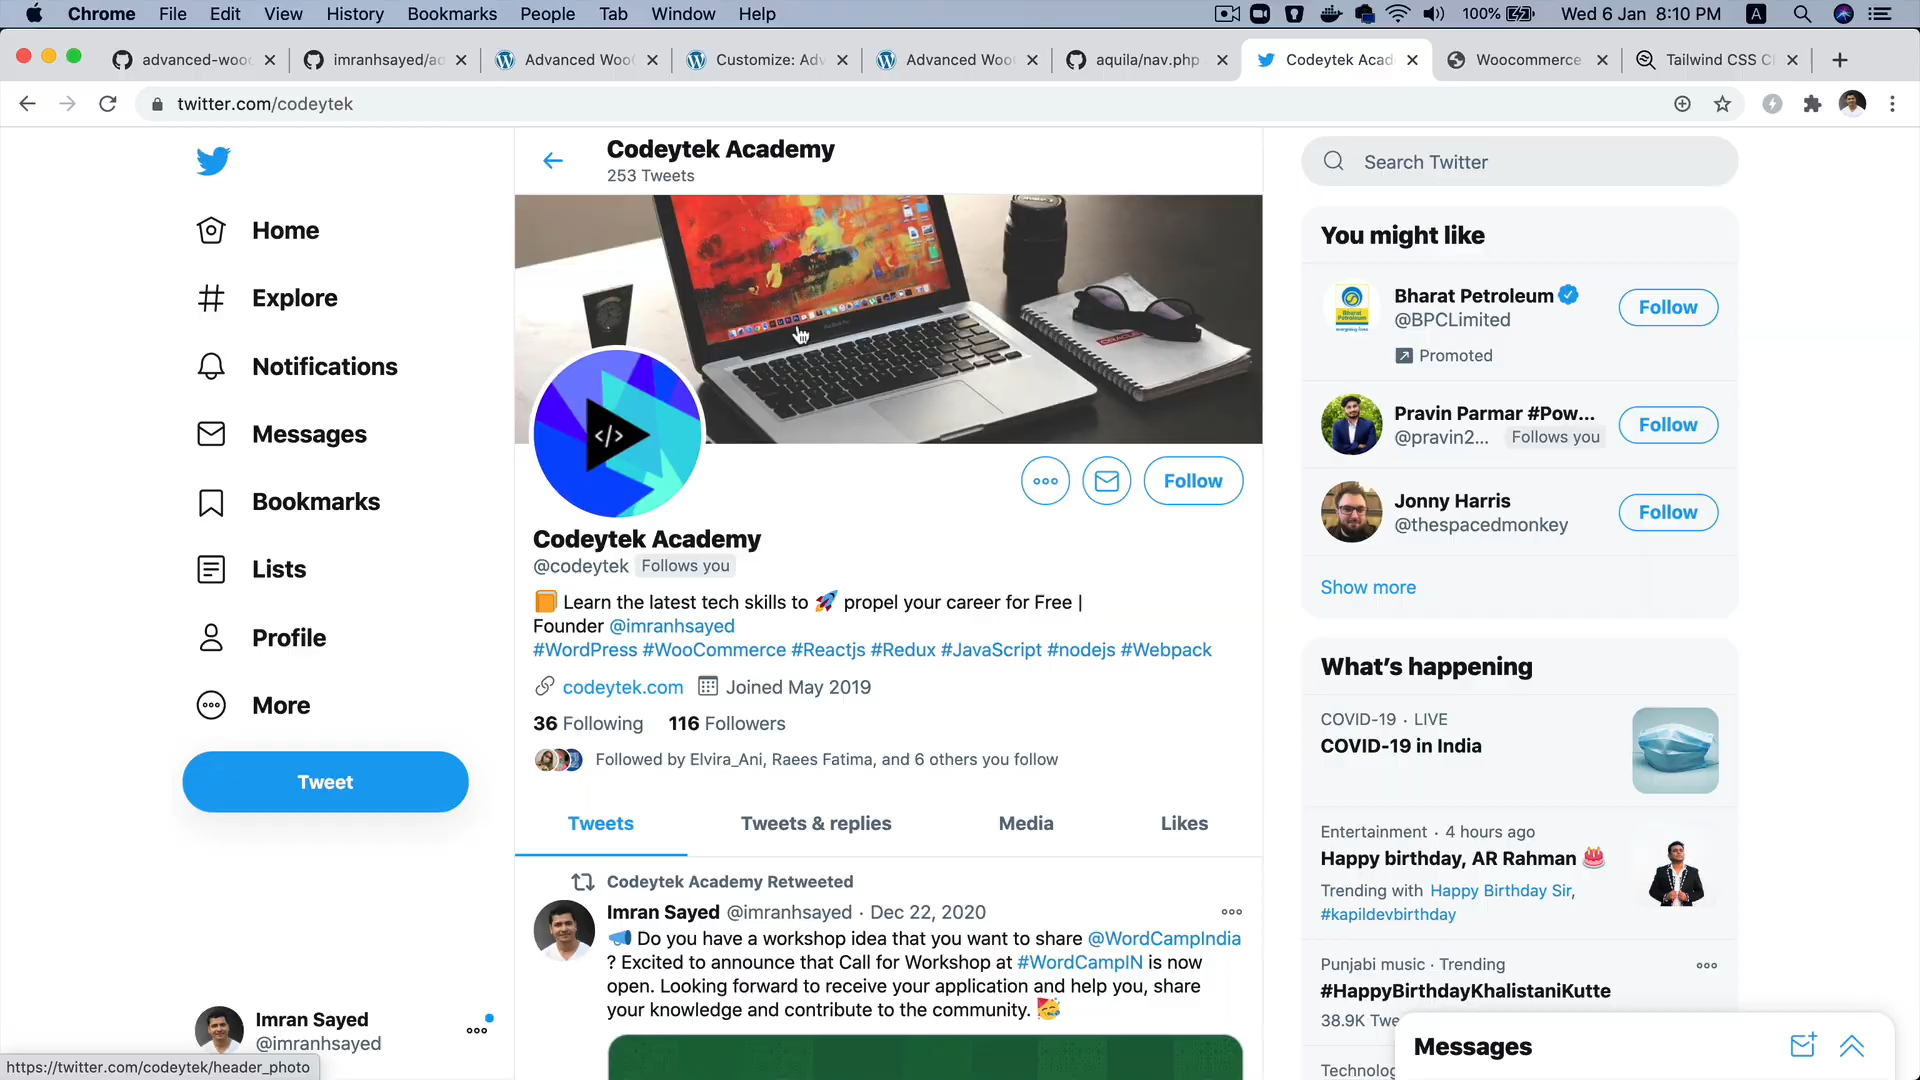 Chrome File Edit View History Bookmarks People Tab Window Help 100% Wed 6 Jan 8:10 PM A
advanced-wooc imranhsayed/ad Advanced WooC Customize: Adv Advanced WooC aquila/nav.php Codeytek Acad Woocommerce Tailwind CSS C
twitter.com/codeytek
Home
Explore
Notifications
Messages
Bookmarks
Lists
Profile
More
Tweet
Imran Sayed
@imranhsayed
https://twitter.com/codeytek/header_photo
Codeytek Academy
253 Tweets
</>
Follow
Codeytek Academy
@codeytek Follows you
📙 Learn the latest tech skills to 🚀 propel your career for Free |
Founder @imranhsayed
#WordPress #WooCommerce #Reactjs #Redux #JavaScript #nodejs #Webpack
codeytek.com Joined May 2019
36 Following 116 Followers
Followed by Elvira_Ani, Raees Fatima, and 6 others you follow
Tweets Tweets & replies Media Likes
Codeytek Academy Retweeted
Imran Sayed @imranhsayed · Dec 22, 2020
📣 Do you have a workshop idea that you want to share @WordCampIndia
? Excited to announce that Call for Workshop at #WordCampIN is now
open. Looking forward to receive your application and help you, share
your knowledge and contribute to the community. 🥳
Search Twitter
You might like
Bharat Petroleum
@BPCLimited
Follow
Promoted
Pravin Parmar #Pow...
@pravin2... Follows you
Follow
Jonny Harris
@thespacedmonkey
Follow
Show more
What's happening
COVID-19 · LIVE
COVID-19 in India
Entertainment · 4 hours ago
Happy birthday, AR Rahman 🎂
Trending with Happy Birthday Sir,
#kapildevbirthday
Punjabi music · Trending
#HappyBirthdayKhalistaniKutte
38.9K Twe
Technolog
Messages